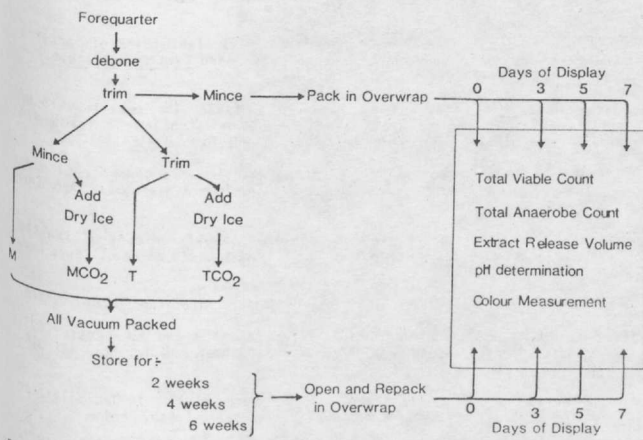 Forequarter
debone
trim
Mince
Pack in Overwrap
Days of Display
0 3 5 7
Mince
Trim
Add
Dry Ice
Add
Dry Ice
M
MCO₂
T
TCO₂
All Vacuum Packed
Store for:-
2 weeks
4 weeks
6 weeks
Open and Repack
in Overwrap
Total Viable Count
Total Anaerobe Count
Extract Release Volume
pH determination
Colour Measurement
0 3 5 7
Days of Display